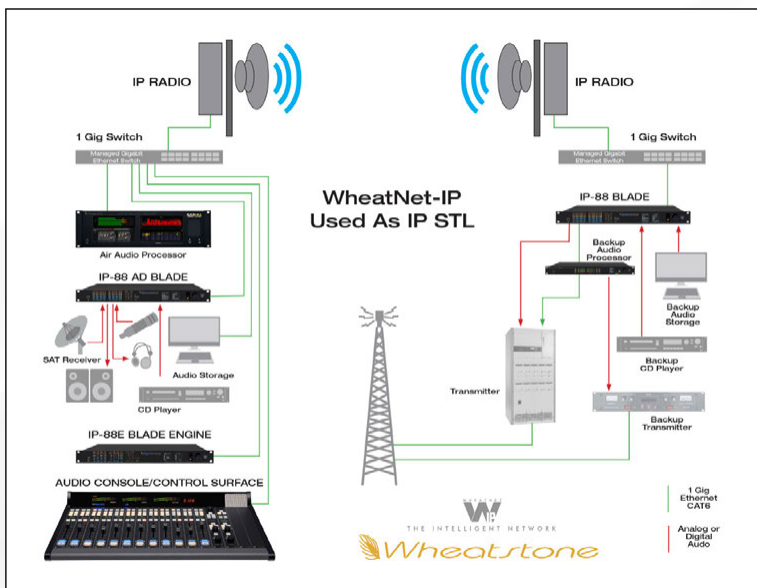 IP RADIO
IP RADIO
1 Gig Switch
1 Gig Switch
Managed Gigabit
Ethernet Switch
Managed Gigabit
Ethernet Switch
WheatNet-IP
Used As IP STL
IP-88 BLADE
Air Audio Processor
Backup
Audio
Processor
IP-88 AD BLADE
Backup
Audio
Storage
SAT Receiver
Audio Storage
Backup
CD Player
CD Player
Transmitter
Backup
Transmitter
IP-88E BLADE ENGINE
AUDIO CONSOLE/CONTROL SURFACE
1 Gig
Ethernet
CAT6
WHEATNET
IP
THE INTELLIGENT NETWORK
Wheatstone
Analog or
Digital
Audo